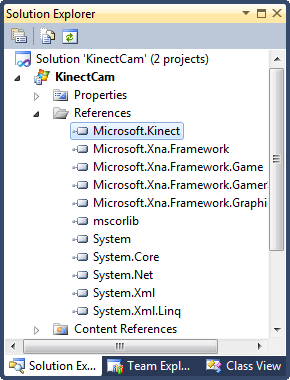 Solution Explorer
Solution 'KinectCam' (2 projects)
KinectCam
Properties
References
Microsoft.Kinect
Microsoft.Xna.Framework
Microsoft.Xna.Framework.Game
Microsoft.Xna.Framework.Gamer
Microsoft.Xna.Framework.Graphi
mscorlib
System
System.Core
System.Net
System.Xml
System.Xml.Linq
Content References
Solution Ex... Team Expl... Class View